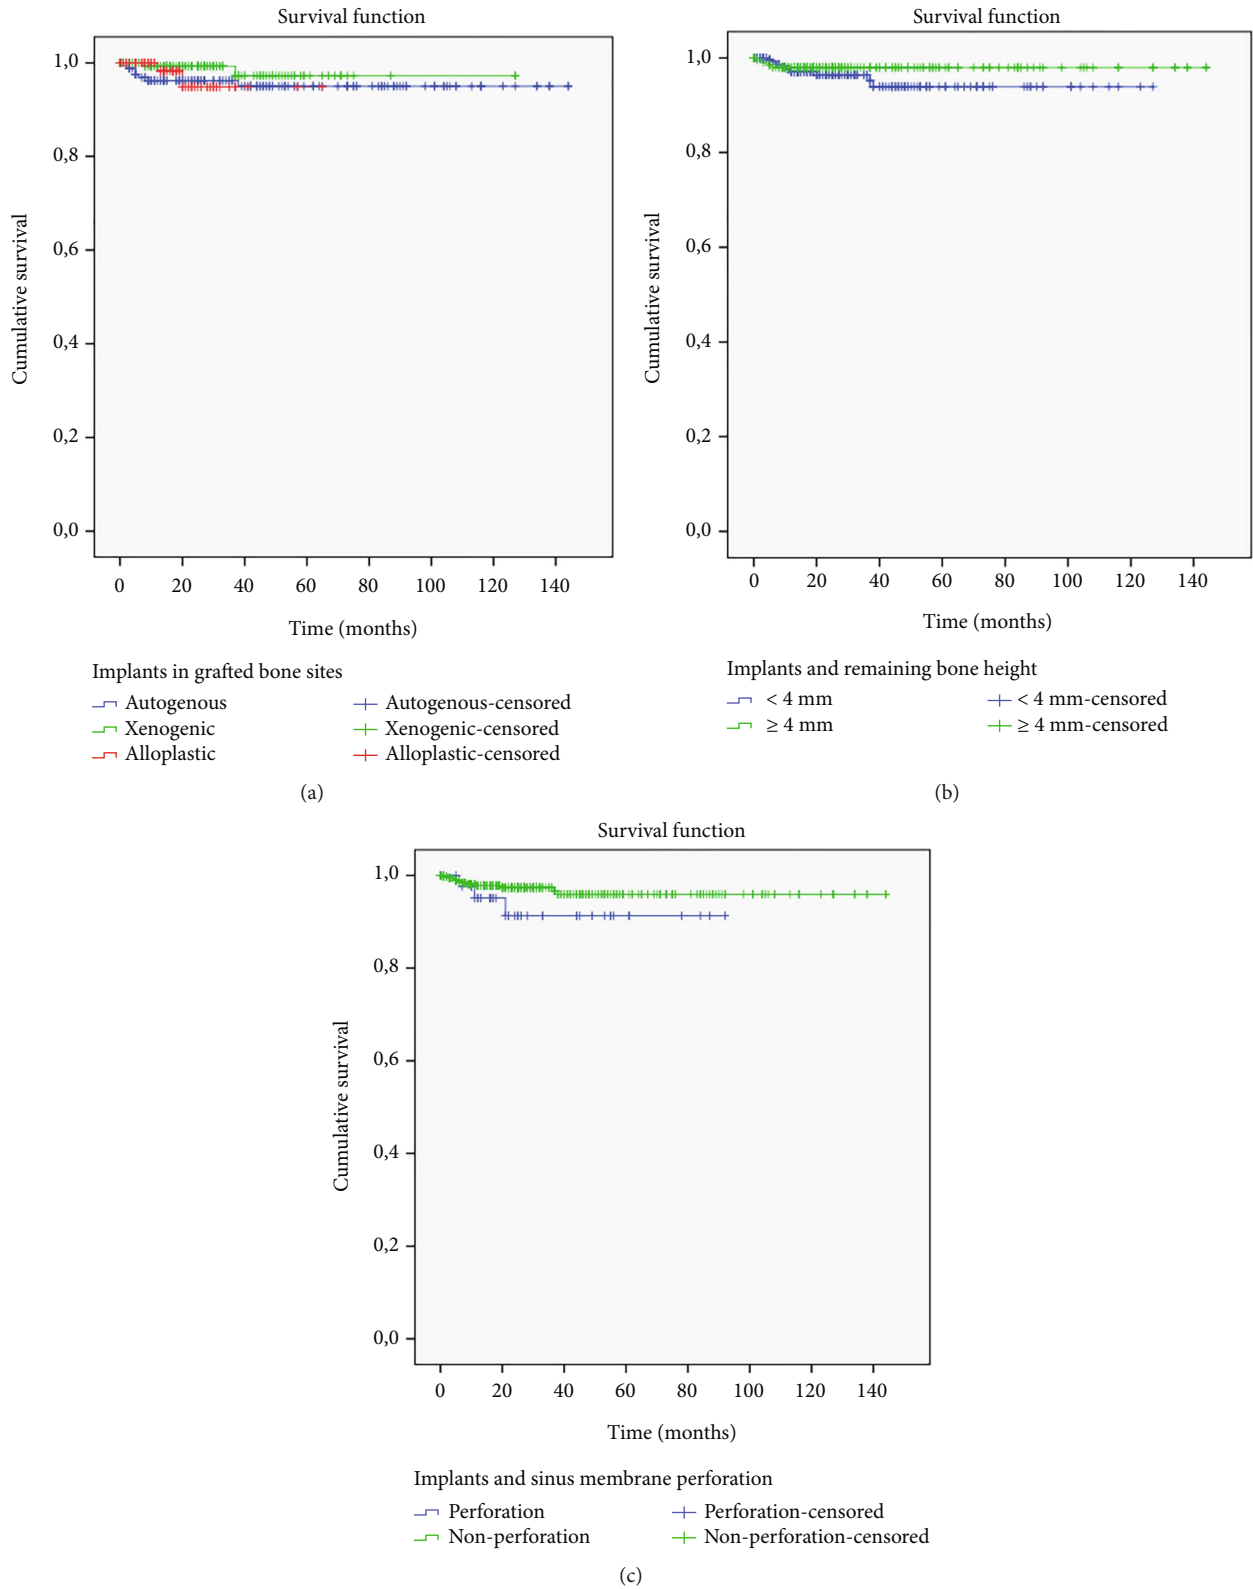 Survival function
1,0
0,8
0,6
0,4
0,2
0,0
Cumulative survival
0 20 40 60 80 100 120 140
Time (months)
Implants in grafted bone sites
Autogenous Autogenous-censored
Xenogenic Xenogenic-censored
Alloplastic Alloplastic-censored
(a)
Survival function
1,0
0,8
0,6
0,4
0,2
0,0
Cumulative survival
0 20 40 60 80 100 120 140
Time (months)
Implants and remaining bone height
< 4 mm < 4 mm-censored
≥ 4 mm ≥ 4 mm-censored
(b)
Survival function
1,0
0,8
0,6
0,4
0,2
0,0
Cumulative survival
0 20 40 60 80 100 120 140
Time (months)
Implants and sinus membrane perforation
Perforation Perforation-censored
Non-perforation Non-perforation-censored
(c)